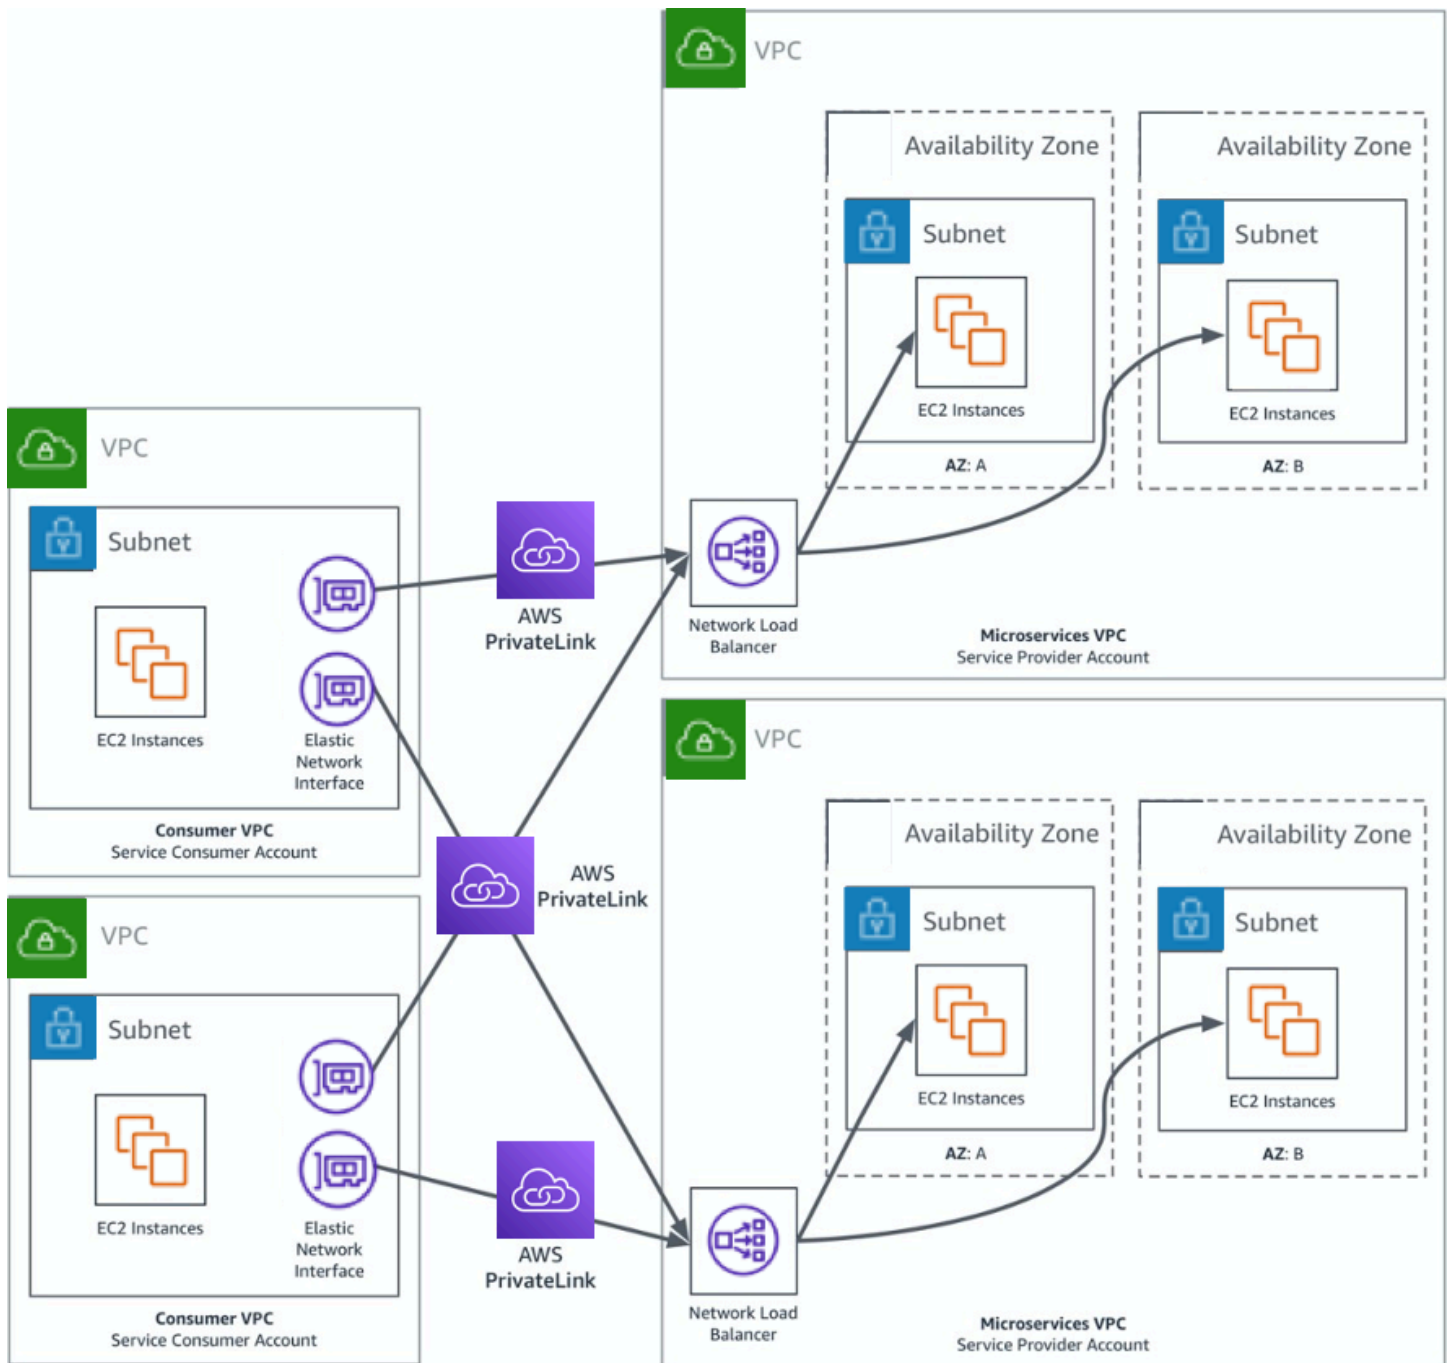 VPC
Availability Zone
Availability Zone
Subnet
Subnet
EC2 Instances
EC2 Instances
AZ: A
AZ: B
Network Load
Balancer
Microservices VPC
Service Provider Account
VPC
Subnet
EC2 Instances
Elastic
Network
Interface
Consumer VPC
Service Consumer Account
AWS
PrivateLink
AWS
PrivateLink
VPC
Availability Zone
Availability Zone
Subnet
Subnet
EC2 Instances
EC2 Instances
AZ: A
AZ: B
Network Load
Balancer
Microservices VPC
Service Provider Account
VPC
Subnet
EC2 Instances
Elastic
Network
Interface
Consumer VPC
Service Consumer Account
AWS
PrivateLink